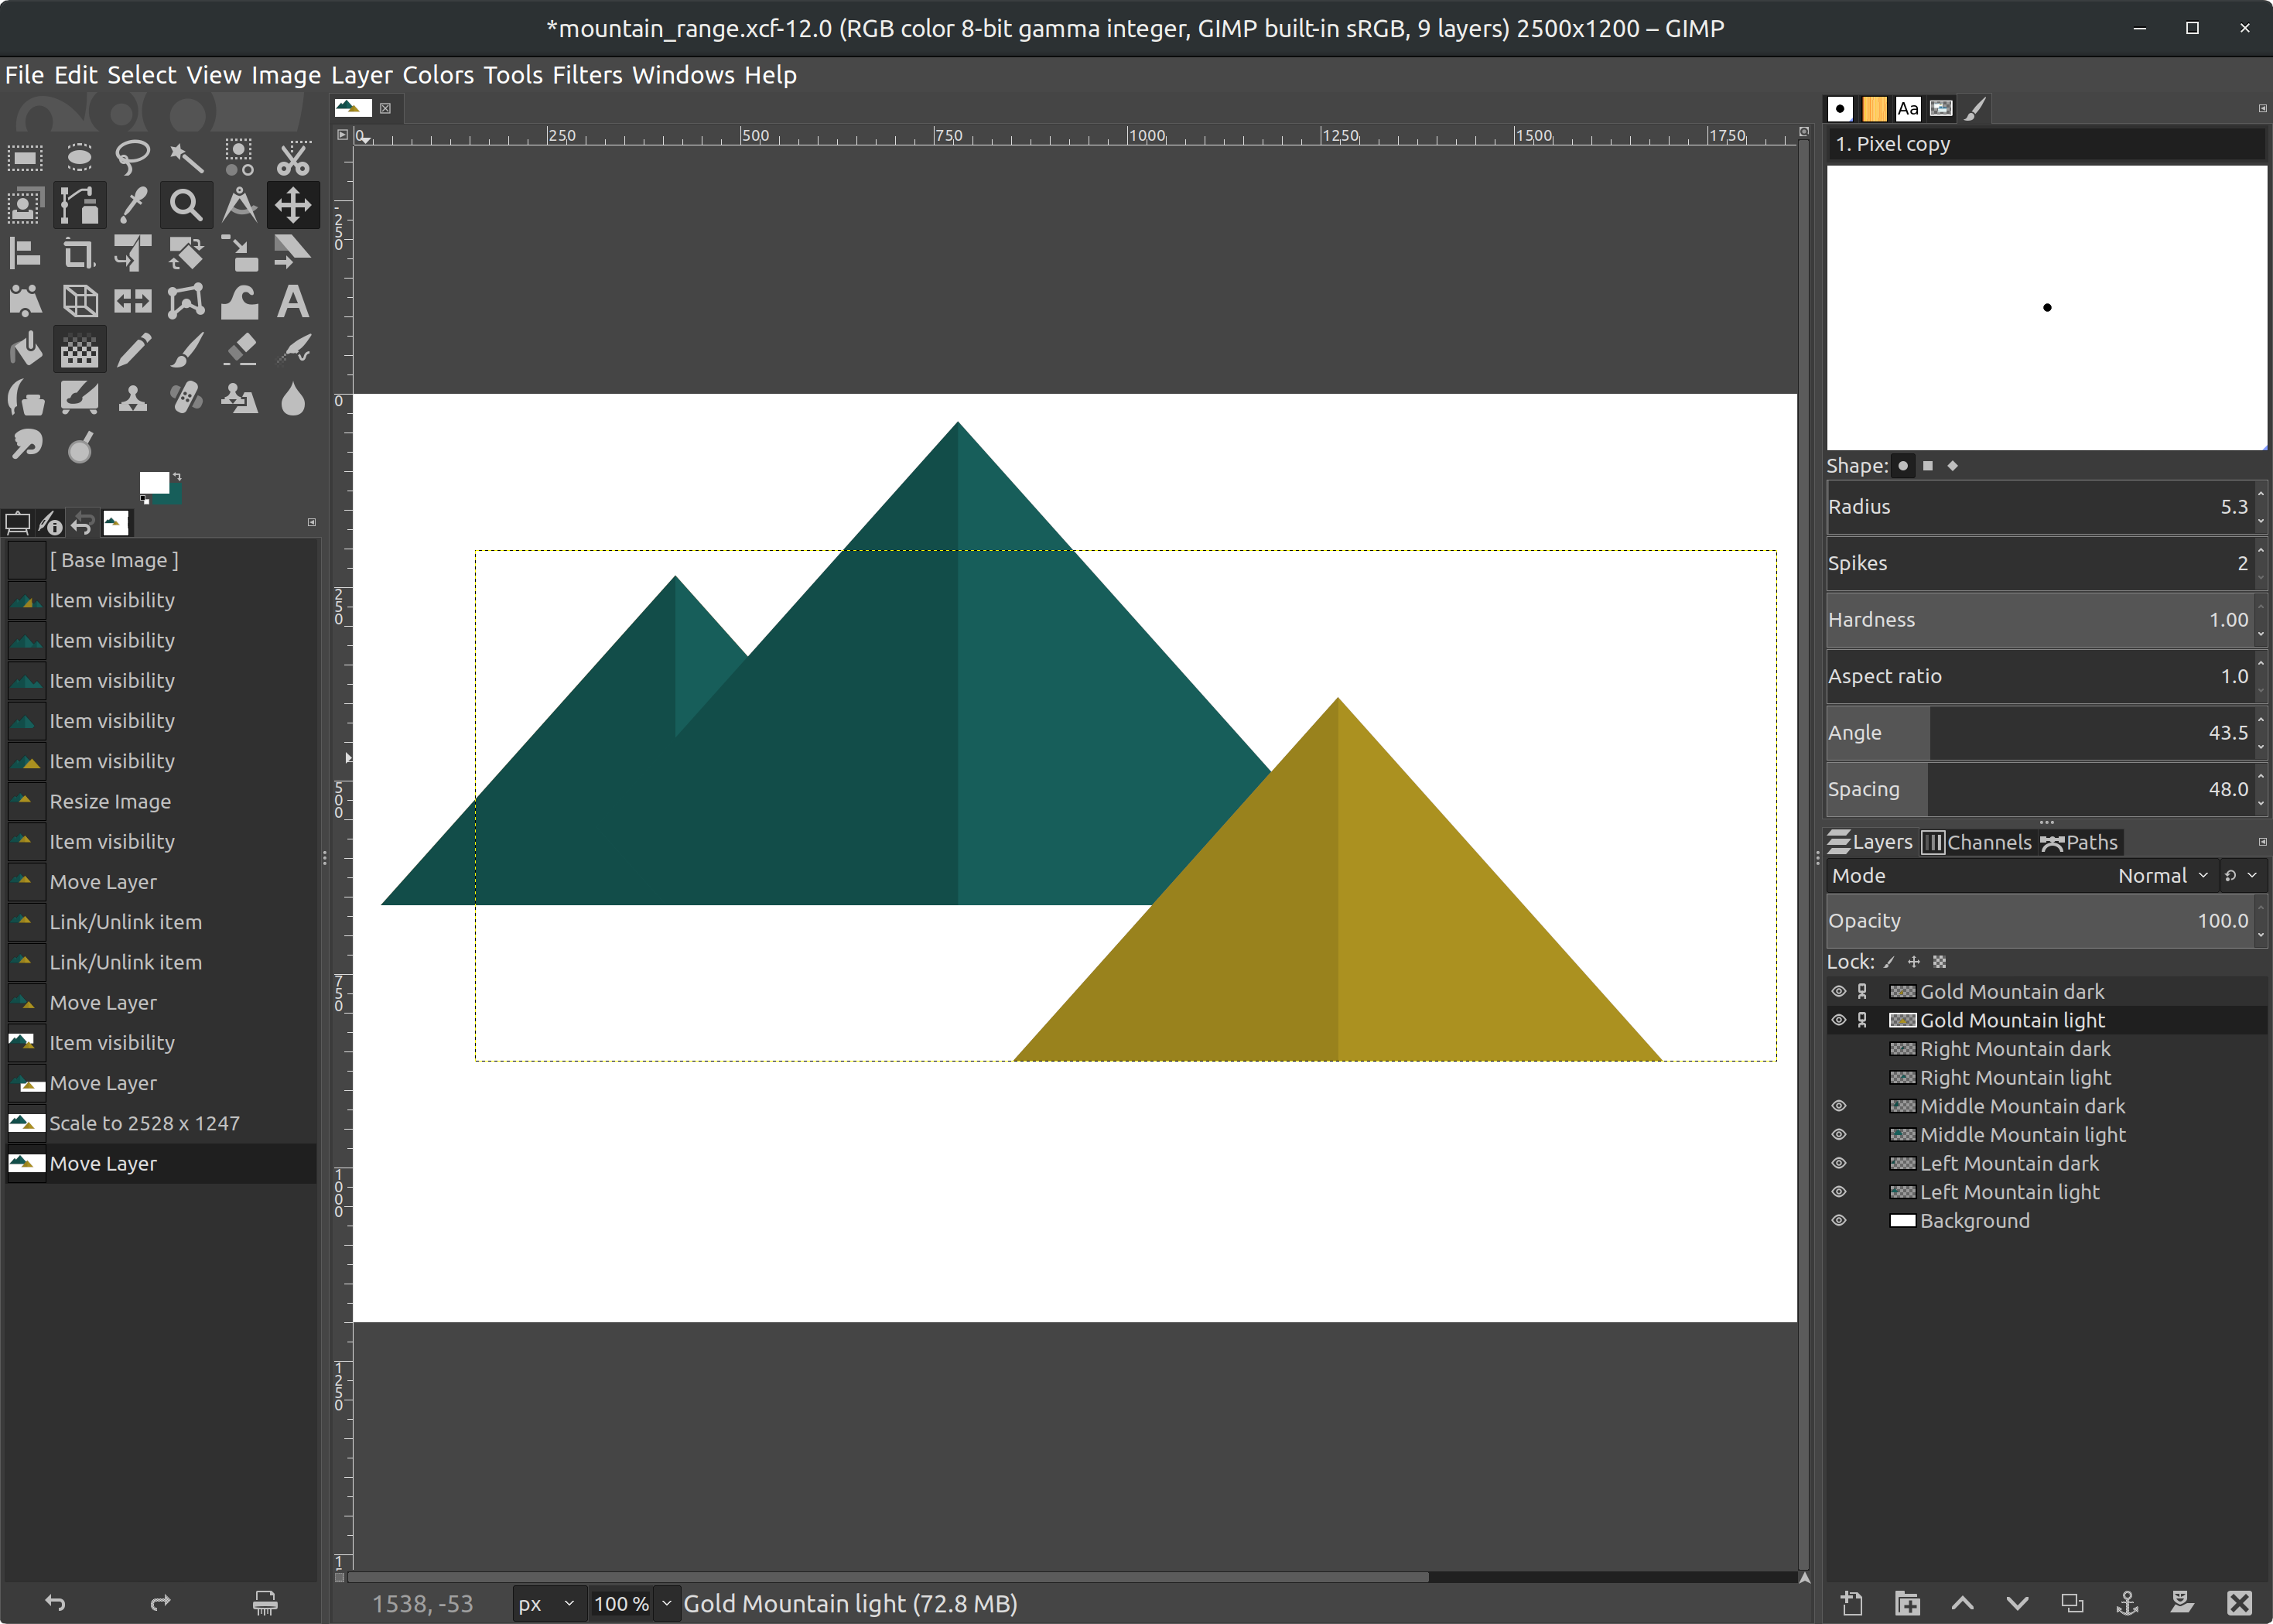 *mountain_range.xcf-12.0 (RGB color 8-bit gamma integer, GIMP built-in sRGB, 9 layers) 2500x1200 – GIMP
File Edit Select View Image Layer Colors Tools Filters Windows Help
0 250 500 750 1000 1250 1500 1750
-250
0
250
500
750
1000
1250
Aa
1. Pixel copy
Shape:
Radius 5.3
Spikes 2
Hardness 1.00
Aspect ratio 1.0
Angle 43.5
Spacing 48.0
[ Base Image ]
Item visibility
Item visibility
Item visibility
Item visibility
Item visibility
Resize Image
Item visibility
Move Layer
Link/Unlink item
Link/Unlink item
Move Layer
Item visibility
Move Layer
Scale to 2528 x 1247
Move Layer
Layers Channels Paths
Mode Normal
Opacity 100.0
Lock:
Gold Mountain dark
Gold Mountain light
Right Mountain dark
Right Mountain light
Middle Mountain dark
Middle Mountain light
Left Mountain dark
Left Mountain light
Background
1538, -53 px 100 % Gold Mountain light (72.8 MB)